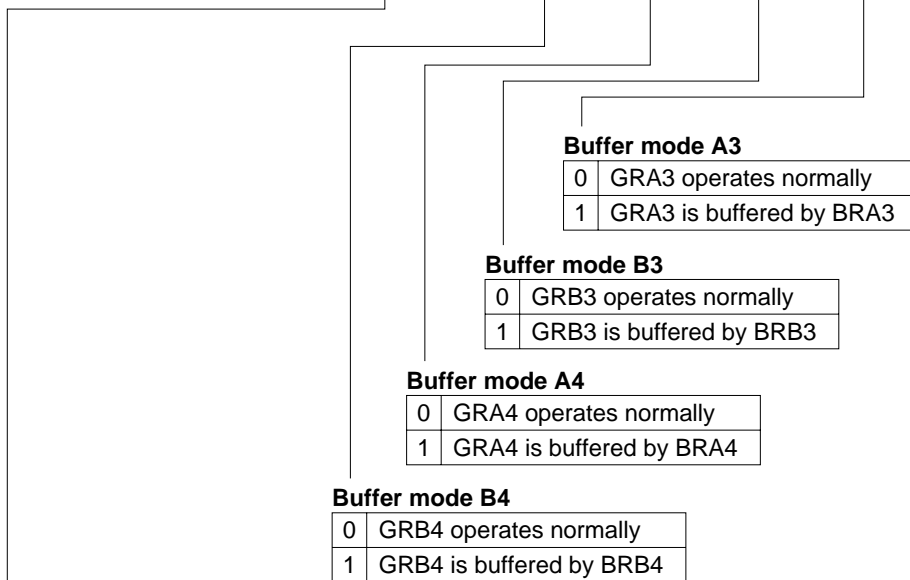 Buffer mode A3
0 GRA3 operates normally
1 GRA3 is buffered by BRA3
Buffer mode B3
0 GRB3 operates normally
1 GRB3 is buffered by BRB3
Buffer mode A4
0 GRA4 operates normally
1 GRA4 is buffered by BRA4
Buffer mode B4
0 GRB4 operates normally
1 GRB4 is buffered by BRB4